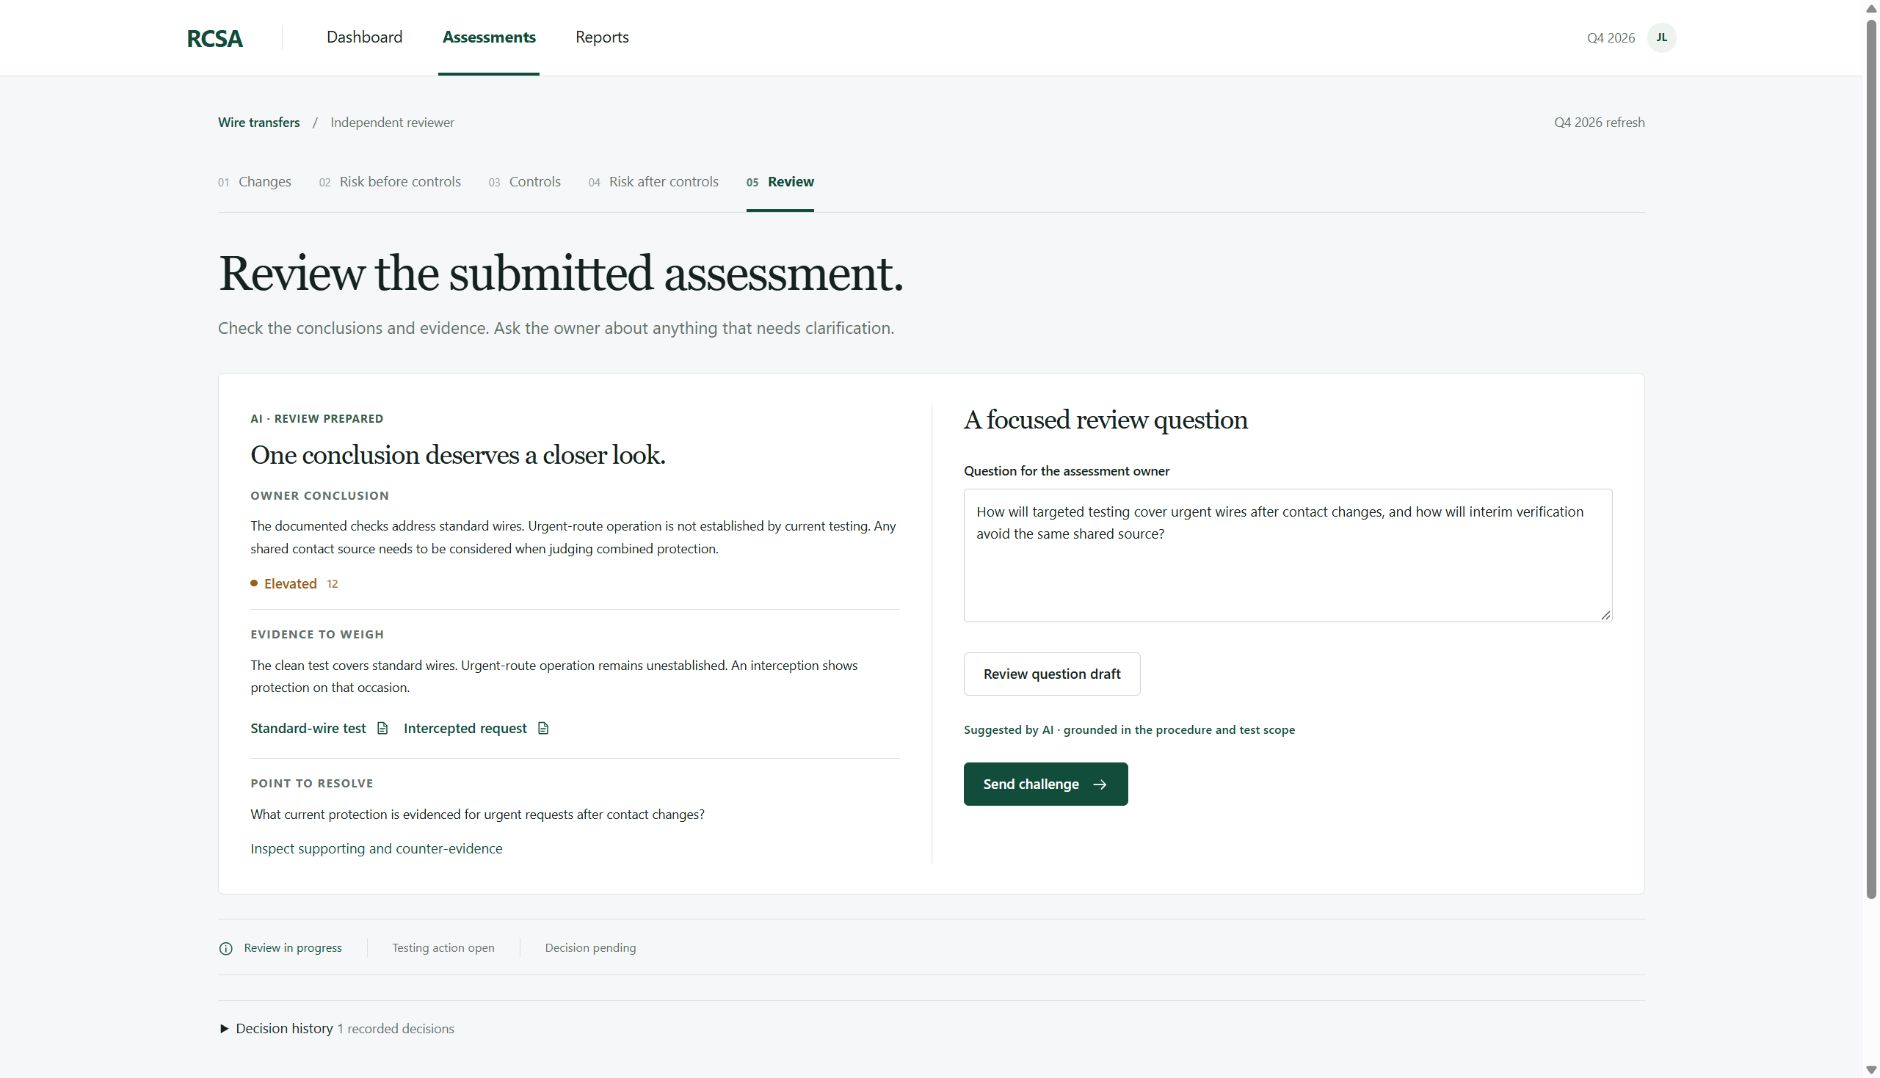 RCSA
Dashboard
Assessments
Reports
Q4 2026
JL
Wire transfers / Independent reviewer
Q4 2026 refresh
01 Changes
02 Risk before controls
03 Controls
04 Risk after controls
05 Review
Review the submitted assessment.
Check the conclusions and evidence. Ask the owner about anything that needs clarification.
AI · REVIEW PREPARED
One conclusion deserves a closer look.
OWNER CONCLUSION
The documented checks address standard wires. Urgent-route operation is not established by current testing. Any
shared contact source needs to be considered when judging combined protection.
Elevated 12
EVIDENCE TO WEIGH
The clean test covers standard wires. Urgent-route operation remains unestablished. An interception shows
protection on that occasion.
Standard-wire test
Intercepted request
POINT TO RESOLVE
What current protection is evidenced for urgent requests after contact changes?
Inspect supporting and counter-evidence
A focused review question
Question for the assessment owner
How will targeted testing cover urgent wires after contact changes, and how will interim verification
avoid the same shared source?
Review question draft
Suggested by AI · grounded in the procedure and test scope
Send challenge
Review in progress
Testing action open
Decision pending
Decision history 1 recorded decisions